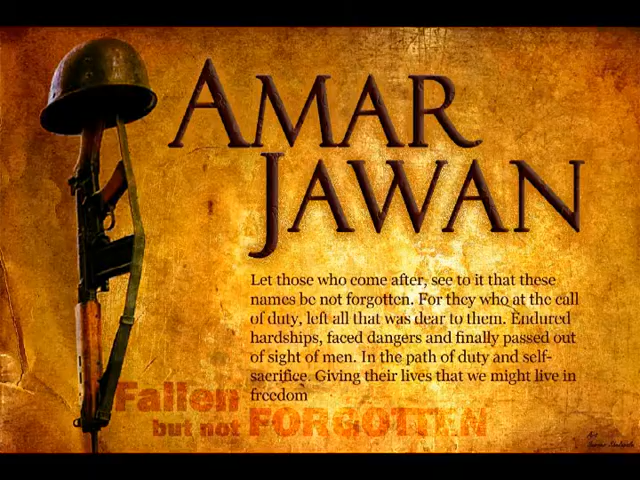 AMAR
JAWAN
Let those who come after, see to it that these
names be not forgotten. For they who at the call
of duty, left all that was dear to them. Endured
hardships, faced dangers and finally passed out
of sight of men. In the path of duty and self-
sacrifice. Giving their lives that we might live in
freedom
Fallen
but not FORGOTTEN